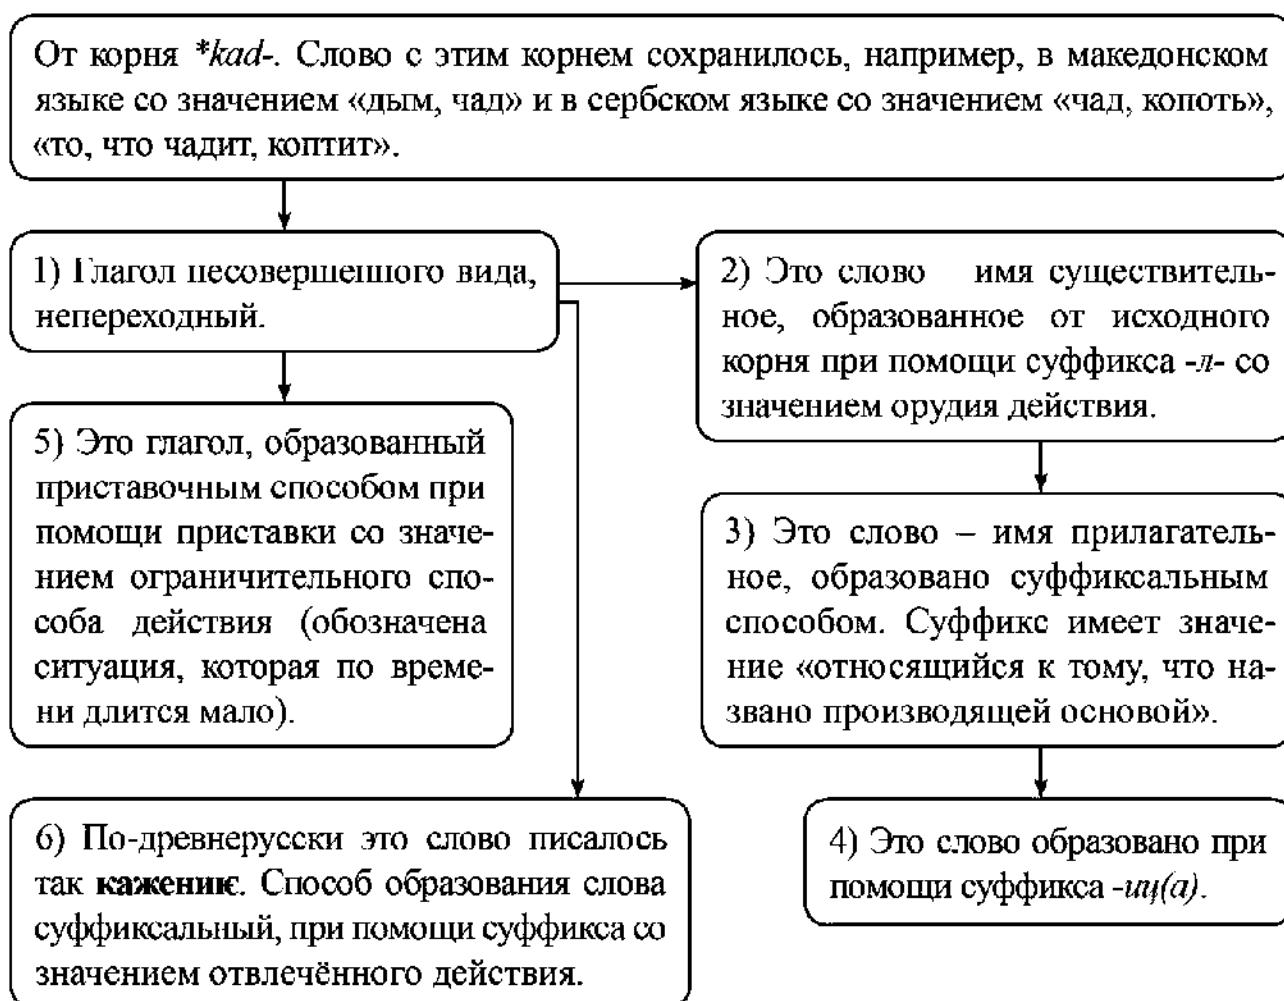 От корня *kad-. Слово с этим корнем сохранилось, например, в македонском
языке со значением «дым, чад» и в сербском языке со значением «чад, копоть»,
«то, что чадит, коптит».
1) Глагол несовершенного вида,
непереходный.
2) Это слово имя существитель-
ное, образованное от исходного
корня при помощи суффикса -л- со
значением орудия действия.
5) Это глагол, образованный
приставочным способом при
помощи приставки со значе-
нием ограничительного спо-
соба действия (обозначена
ситуация, которая по време-
ни длится мало).
3) Это слово – имя прилагатель-
ное, образовано суффиксальным
способом. Суффикс имеет значе-
ние «относящийся к тому, что на-
звано производящей основой».
6) По-древнерусски это слово писалось
так кажениѥ. Способ образования слова
суффиксальный, при помощи суффикса со
значением отвлечённого действия.
4) Это слово образовано при
помощи суффикса -иц(а).